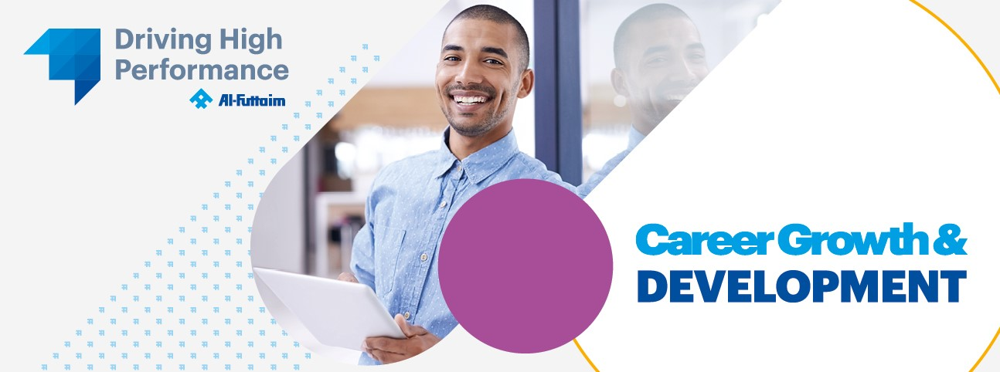 Driving High
Performance
Al-Futtaim
Career Growth &
DEVELOPMENT